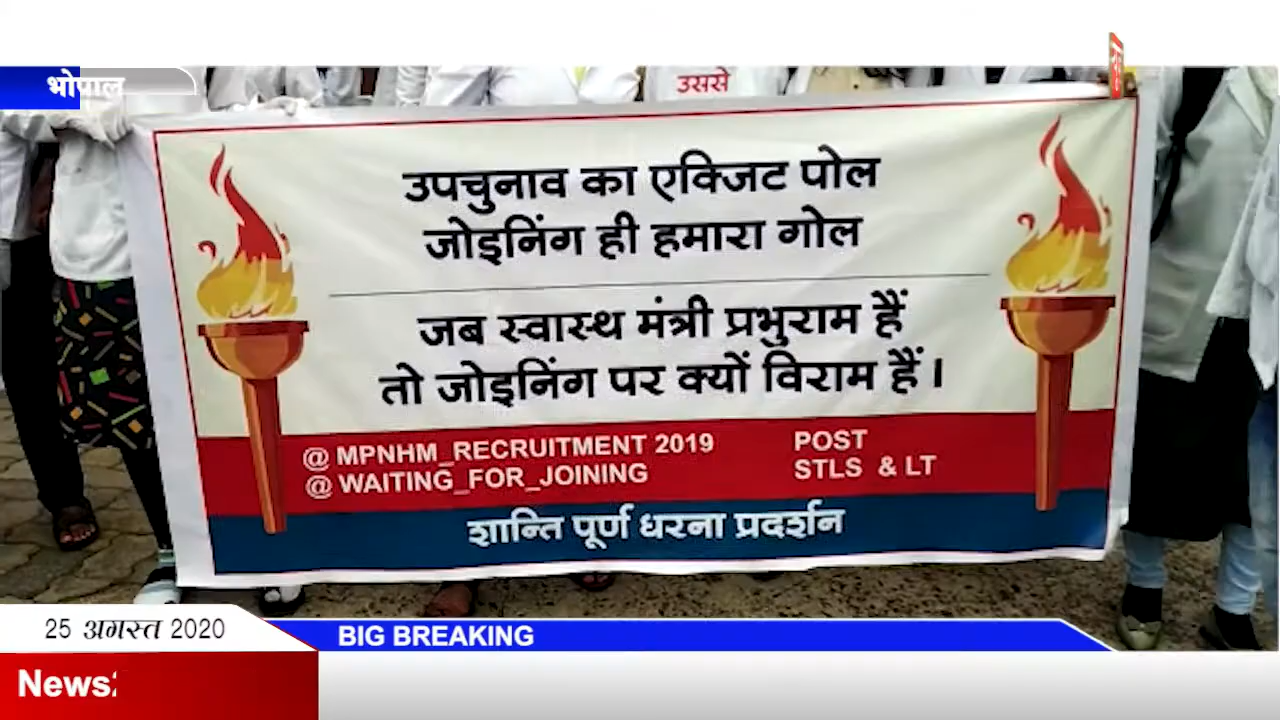 भोपाल
उससे
उपचुनाव का एक्जिट पोल
जोइनिंग ही हमारा गोल
जब स्वास्थ मंत्री प्रभुराम हैं
तो जोइनिंग पर क्यों विराम हैं।
@ MPNHM_RECRUITMENT 2019
@ WAITING_FOR_JOINING
POST
STLS & LT
शान्ति पूर्ण धरना प्रदर्शन
25 अगस्त 2020
BIG BREAKING
News